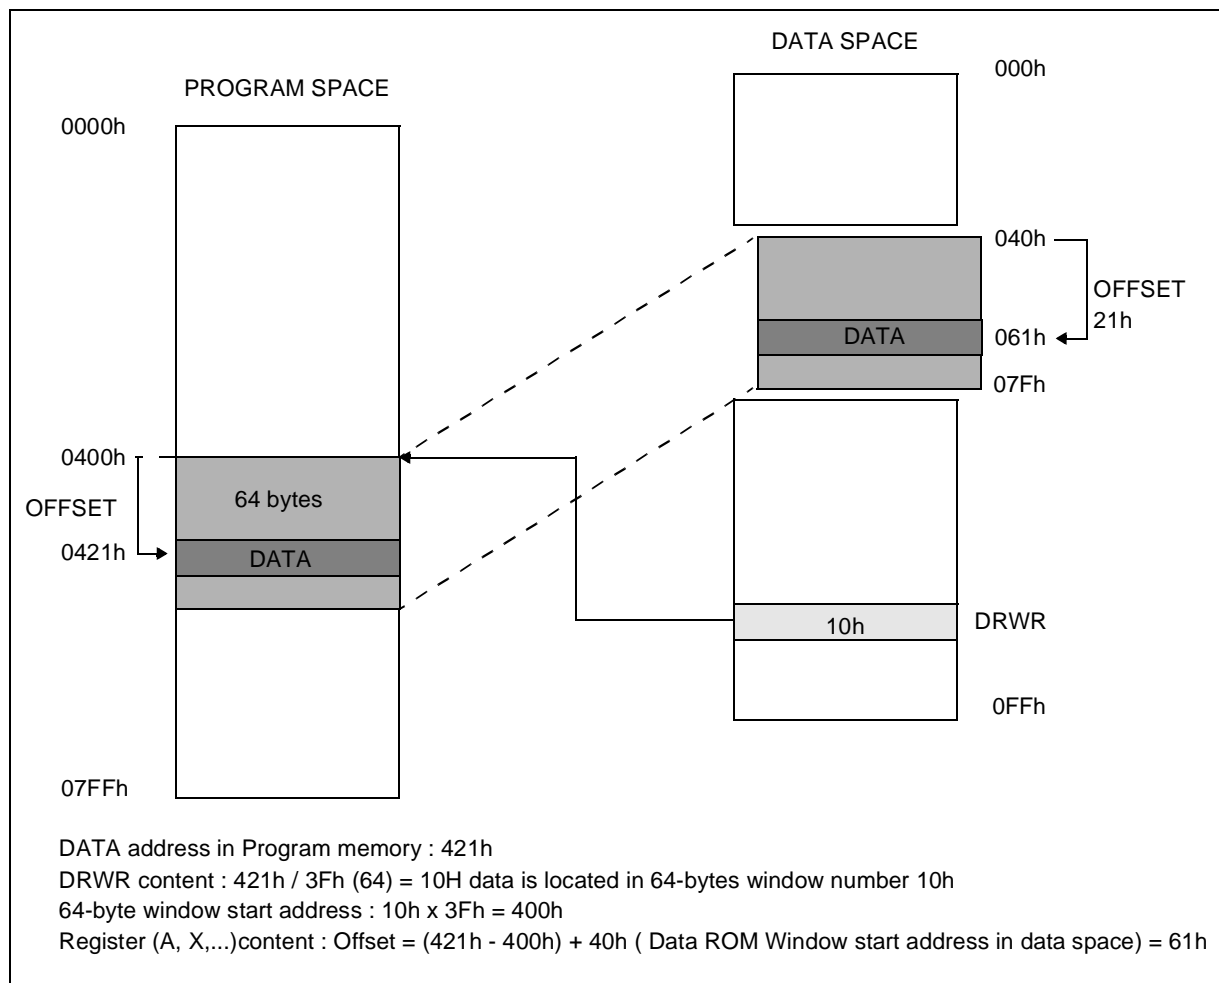 DATA SPACE
000h
PROGRAM SPACE
0000h
040h
OFFSET
21h
DATA
061h
07Fh
0400h
64 bytes
OFFSET
0421h
DATA
10h
DRWR
0FFh
07FFh
DATA address in Program memory : 421h
DRWR content : 421h / 3Fh (64) = 10H data is located in 64-bytes window number 10h
64-byte window start address : 10h x 3Fh = 400h
Register (A, X,...)content : Offset = (421h - 400h) + 40h ( Data ROM Window start address in data space) = 61h